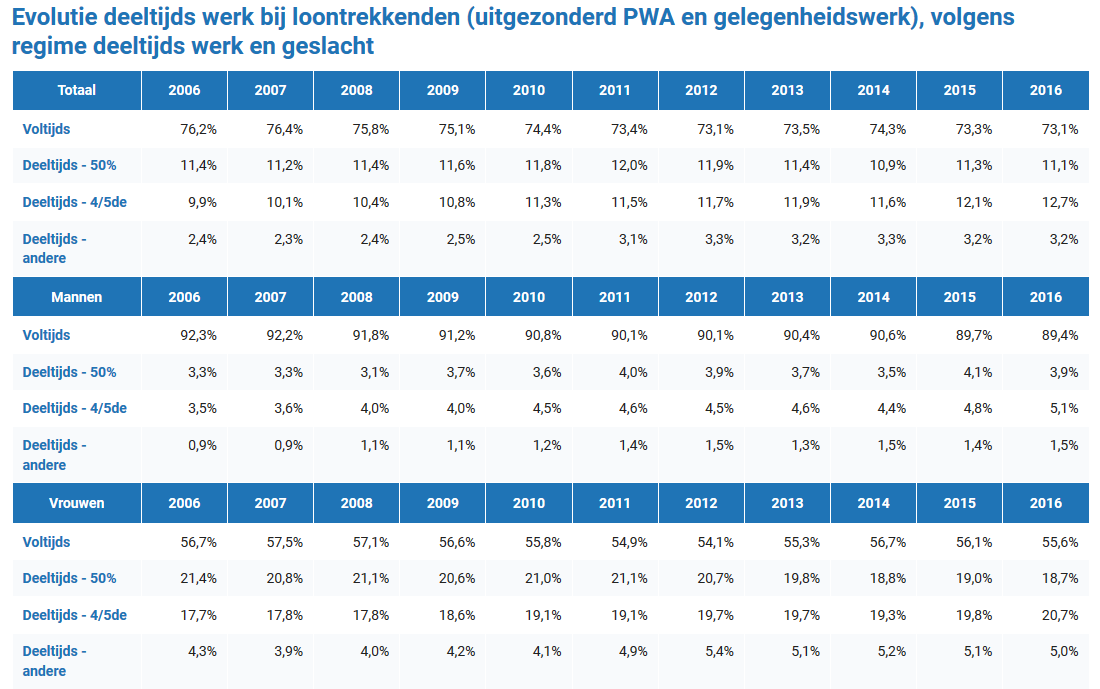 Evolutie deeltijds werk bij loontrekkenden (uitgezonderd PWA en gelegenheidswerk), volgens
regime deeltijds werk en geslacht
Totaal 2006 2007 2008 2009 2010 2011 2012 2013 2014 2015 2016
Voltijds 76,2% 76,4% 75,8% 75,1% 74,4% 73,4% 73,1% 73,5% 74,3% 73,3% 73,1%
Deeltijds - 50% 11,4% 11,2% 11,4% 11,6% 11,8% 12,0% 11,9% 11,4% 10,9% 11,3% 11,1%
Deeltijds - 4/5de 9,9% 10,1% 10,4% 10,8% 11,3% 11,5% 11,7% 11,9% 11,6% 12,1% 12,7%
Deeltijds - 2,4% 2,3% 2,4% 2,5% 2,5% 3,1% 3,3% 3,2% 3,3% 3,2% 3,2%
andere
Mannen 2006 2007 2008 2009 2010 2011 2012 2013 2014 2015 2016
Voltijds 92,3% 92,2% 91,8% 91,2% 90,8% 90,1% 90,1% 90,4% 90,6% 89,7% 89,4%
Deeltijds - 50% 3,3% 3,3% 3,1% 3,7% 3,6% 4,0% 3,9% 3,7% 3,5% 4,1% 3,9%
Deeltijds - 4/5de 3,5% 3,6% 4,0% 4,0% 4,5% 4,6% 4,5% 4,6% 4,4% 4,8% 5,1%
Deeltijds - 0,9% 0,9% 1,1% 1,1% 1,2% 1,4% 1,5% 1,3% 1,5% 1,4% 1,5%
andere
Vrouwen 2006 2007 2008 2009 2010 2011 2012 2013 2014 2015 2016
Voltijds 56,7% 57,5% 57,1% 56,6% 55,8% 54,9% 54,1% 55,3% 56,7% 56,1% 55,6%
Deeltijds - 50% 21,4% 20,8% 21,1% 20,6% 21,0% 21,1% 20,7% 19,8% 18,8% 19,0% 18,7%
Deeltijds - 4/5de 17,7% 17,8% 17,8% 18,6% 19,1% 19,1% 19,7% 19,7% 19,3% 19,8% 20,7%
Deeltijds - 4,3% 3,9% 4,0% 4,2% 4,1% 4,9% 5,4% 5,1% 5,2% 5,1% 5,0%
andere